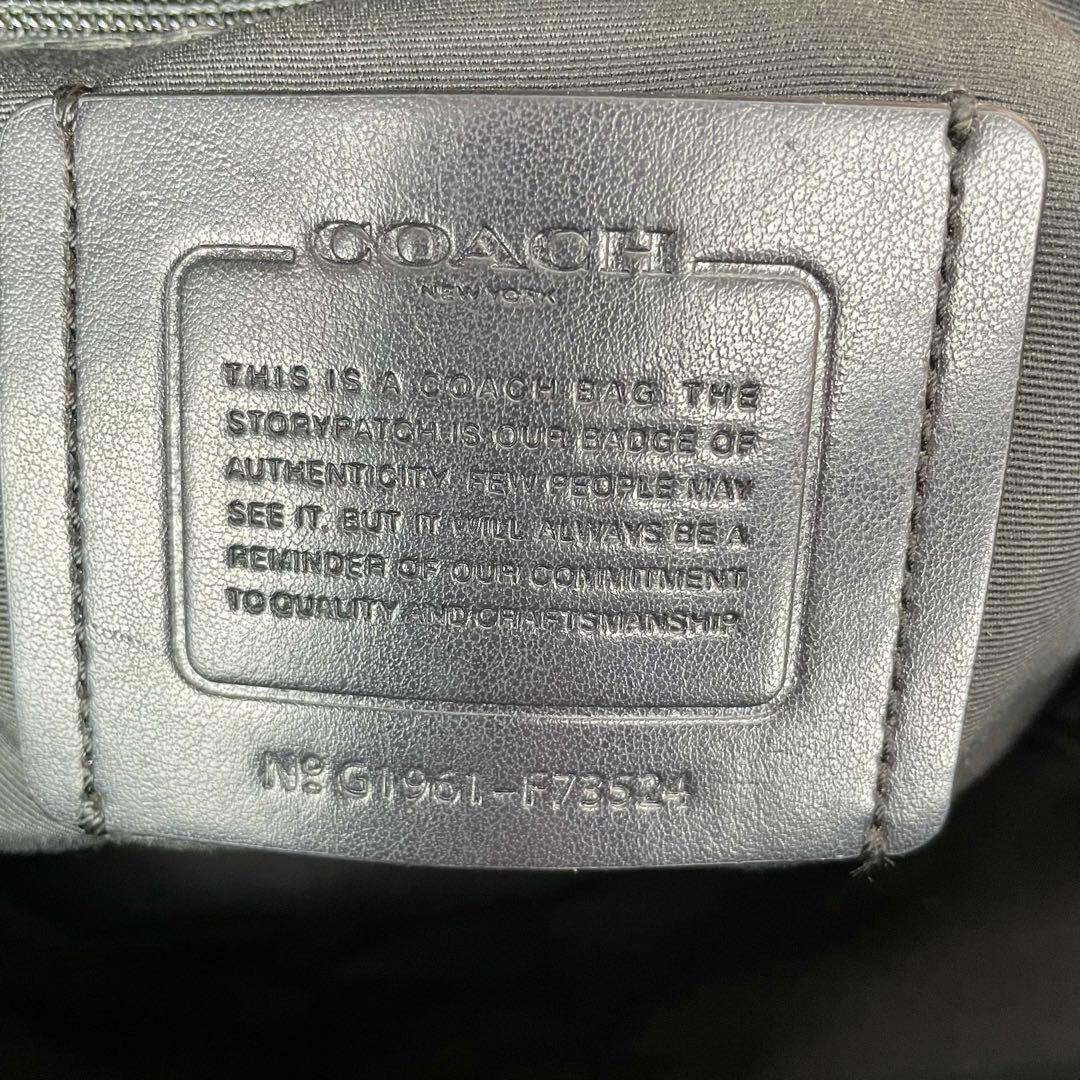 COACH
NEW YORK
THIS IS A COACH BAG. THE
STORYPATCH IS OUR BADGE OF
AUTHENTICITY. FEW PEOPLE MAY
SEE IT, BUT IT WILL ALWAYS BE A
REMINDER OF OUR COMMITMENT
TO QUALITY AND CRAFTSMANSHIP.
Nº G1961-F73524